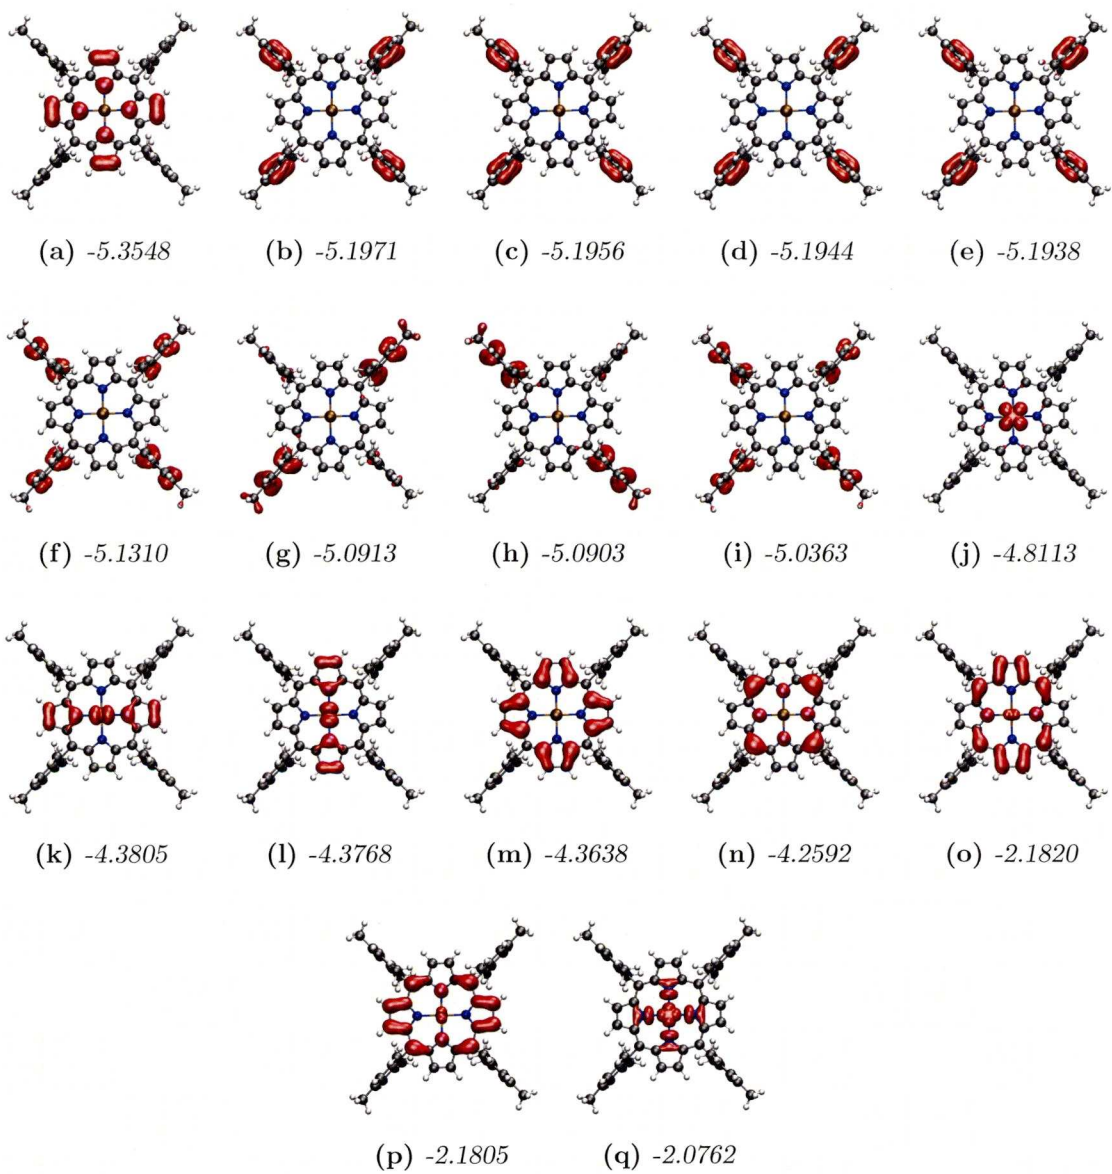 (a) -5.3548 (b) -5.1971 (c) -5.1956 (d) -5.1944 (e) -5.1938
(f) -5.1310 (g) -5.0913 (h) -5.0903 (i) -5.0363 (j) -4.8113
(k) -4.3805 (l) -4.3768 (m) -4.3638 (n) -4.2592 (o) -2.1820
(p) -2.1805 (q) -2.0762